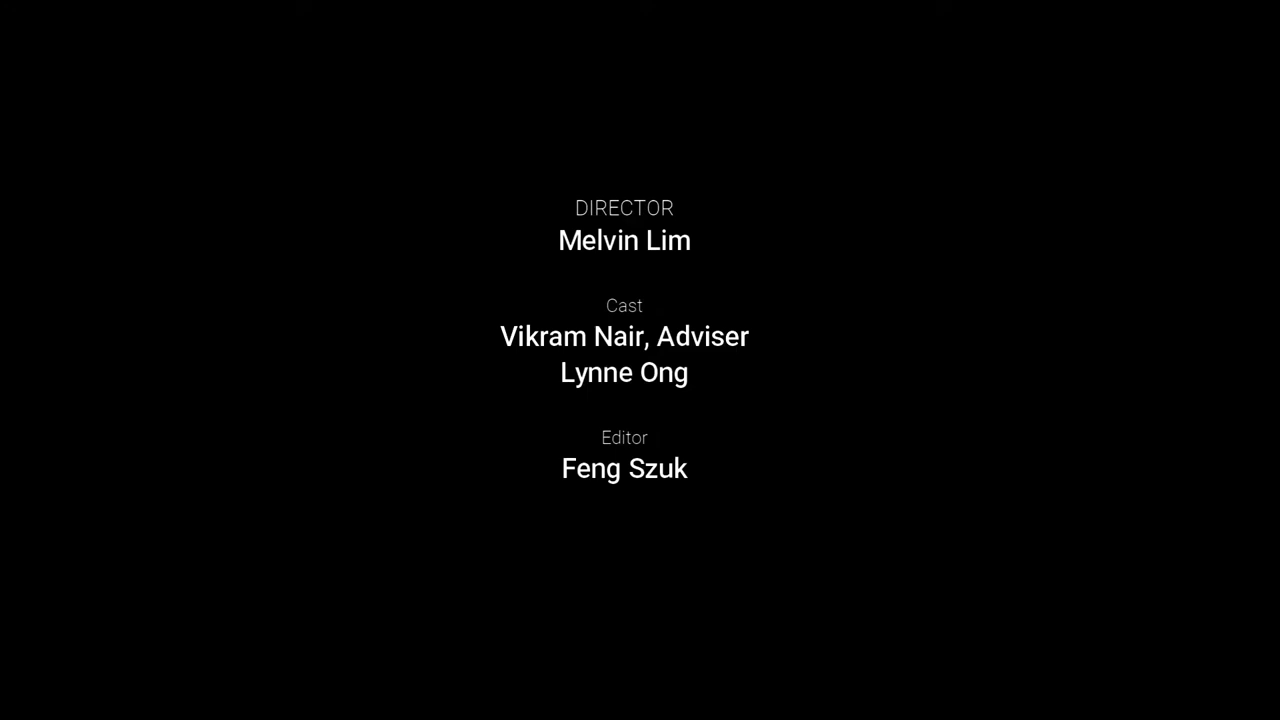 DIRECTOR
Melvin Lim
Cast
Vikram Nair, Adviser
Lynne Ong
Editor
Feng Szuk